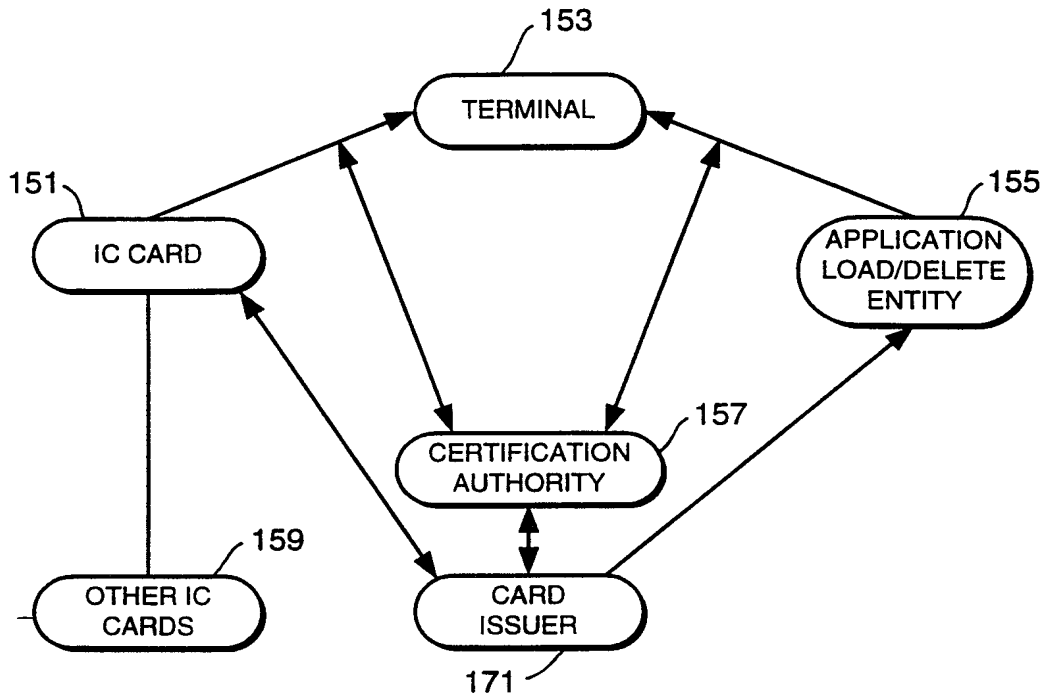 153
TERMINAL
151
IC CARD
155
APPLICATION
LOAD/DELETE
ENTITY
157
CERTIFICATION
AUTHORITY
159
OTHER IC
CARDS
CARD
ISSUER
171